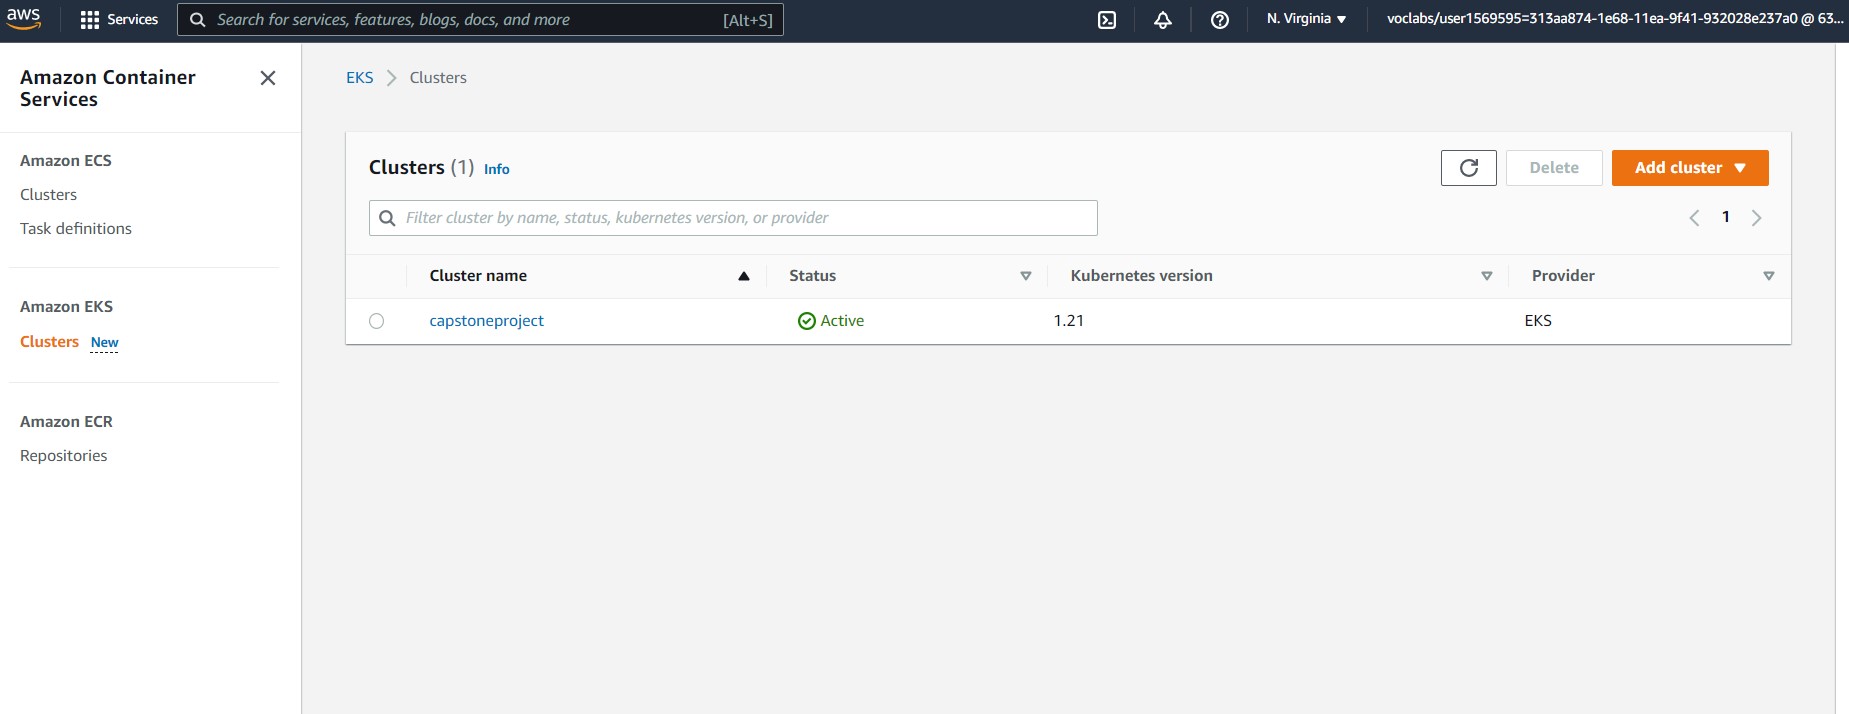 aws
Services
Search for services, features, blogs, docs, and more
[Alt+S]
N. Virginia
voclabs/user1569595=313aa874-1e68-11ea-9f41-932028e237a0 @ 63...
Amazon Container
Services
Amazon ECS
Clusters
Task definitions
Amazon EKS
Clusters New
Amazon ECR
Repositories
EKS
Clusters
Clusters (1) Info
Delete
Add cluster
Filter cluster by name, status, kubernetes version, or provider
1
Cluster name
Status
Kubernetes version
Provider
capstoneproject
Active
1.21
EKS